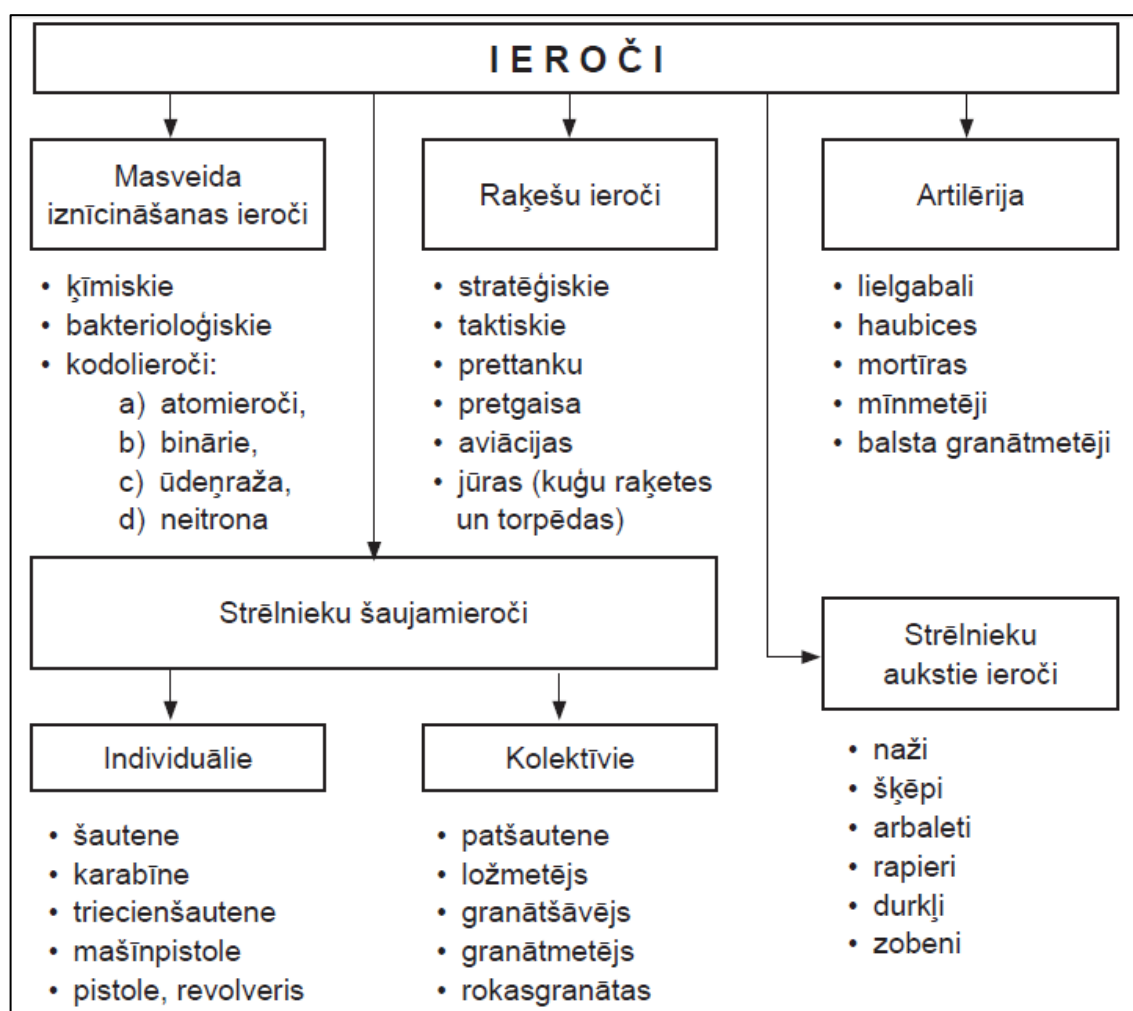 IEROČI
Masveida
iznīcināšanas ieroči
• ķīmiskie
• bakterioloģiskie
• kodolieroči:
a) atomieroči,
b) binārie,
c) ūdeņraža,
d) neitrona
Raķešu ieroči
• stratēģiskie
• taktiskie
• prettanku
• pretgaisa
• aviācijas
• jūras (kuģu raķetes
un torpēdas)
Artilērija
• lielgabali
• haubices
• mortīras
• mīnmetēji
• balsta granātmetēji
Strēlnieku šaujamieroči
Individuālie
• šautene
• karabīne
• triecienšautene
• mašīnpistole
• pistole, revolveris
Kolektīvie
• patšautene
• ložmetējs
• granātšāvējs
• granātmetējs
• rokasgranātas
Strēlnieku
aukstie ieroči
• naži
• šķēpi
• arbaleti
• rapieri
• durkļi
• zobeni